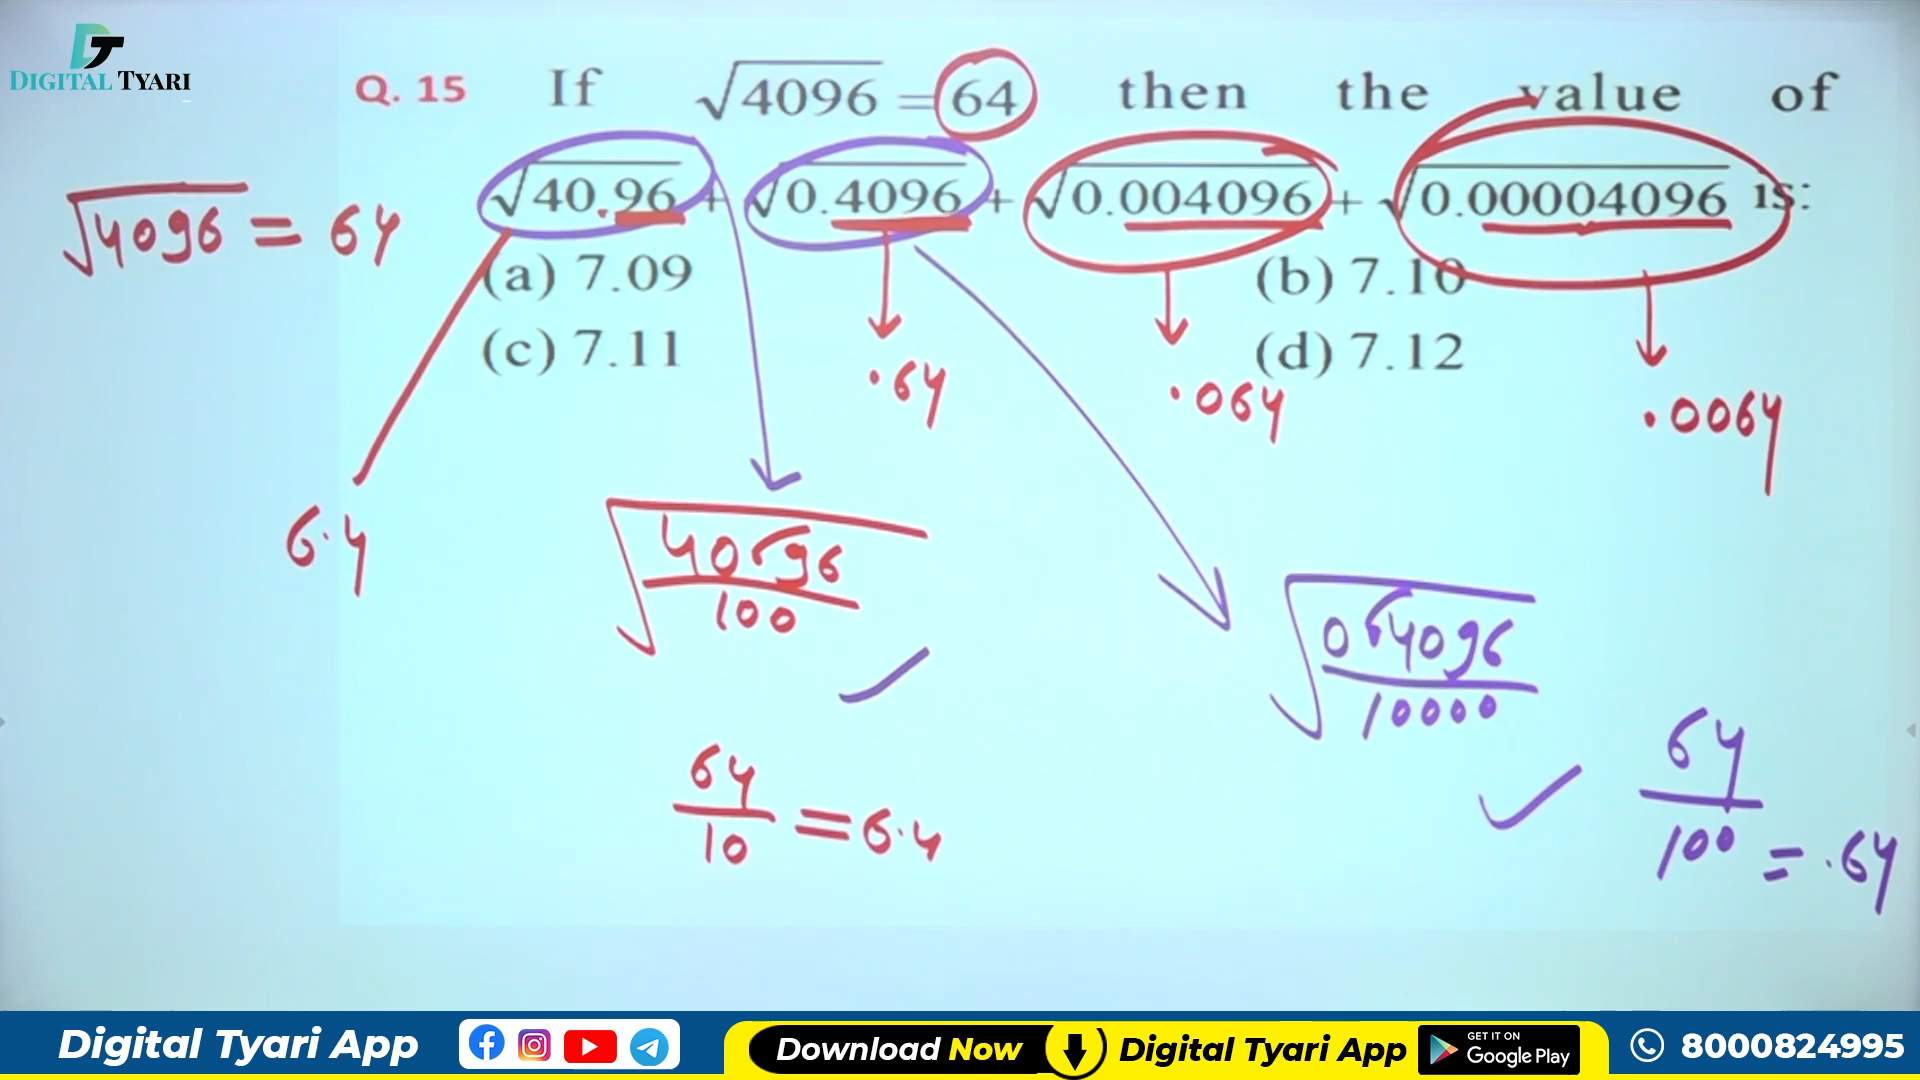 DT
DIGITAL TYARI
Q. 15 If √4096 = 64 then the value of
√40.96 + √0.4096 + √0.004096 + √0.00004096 is:
√4096 = 64
(a) 7.09 (b) 7.10
(c) 7.11 (d) 7.12
.64 .064 .0064
6.4
√4096/100
√04096/10000
64/10 = 6.4
64/100 = .64
Digital Tyari App
Download Now
Digital Tyari App
GET IT ON
Google Play
8000824995